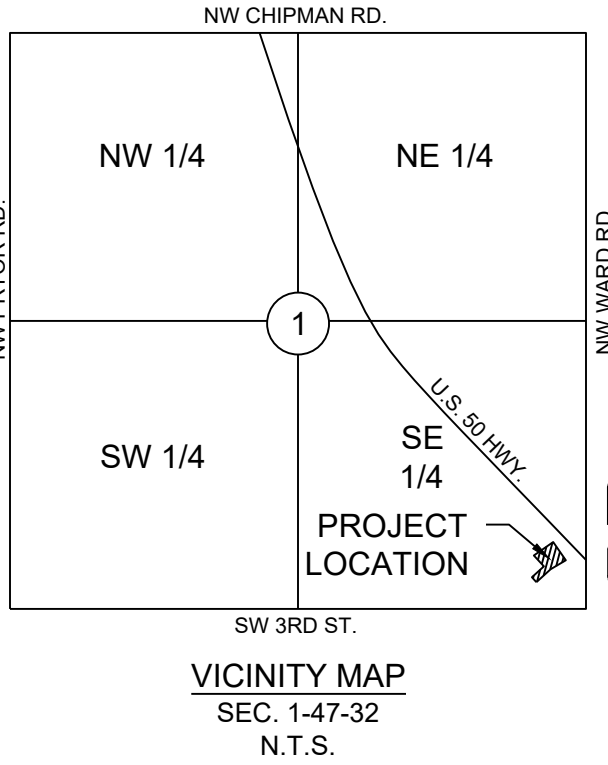 NW CHIPMAN RD.
NW 1/4
NE 1/4
NW WARD RD
1
U.S. 50 HWY.
SW 1/4
SE
1/4
PROJECT
LOCATION
SW 3RD ST.
VICINITY MAP
SEC. 1-47-32
N.T.S.